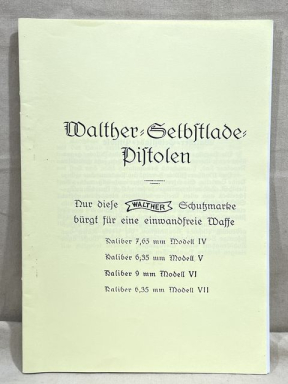 Walther-Selbstlade-
Pistolen
Nur diese WALTHER Schutzmarke
bürgt für eine einwandfreie Waffe
Kaliber 7,65 mm Modell IV
Kaliber 6,35 mm Modell V
Kaliber 9 mm Modell VI
Kaliber 6,35 mm Modell VII